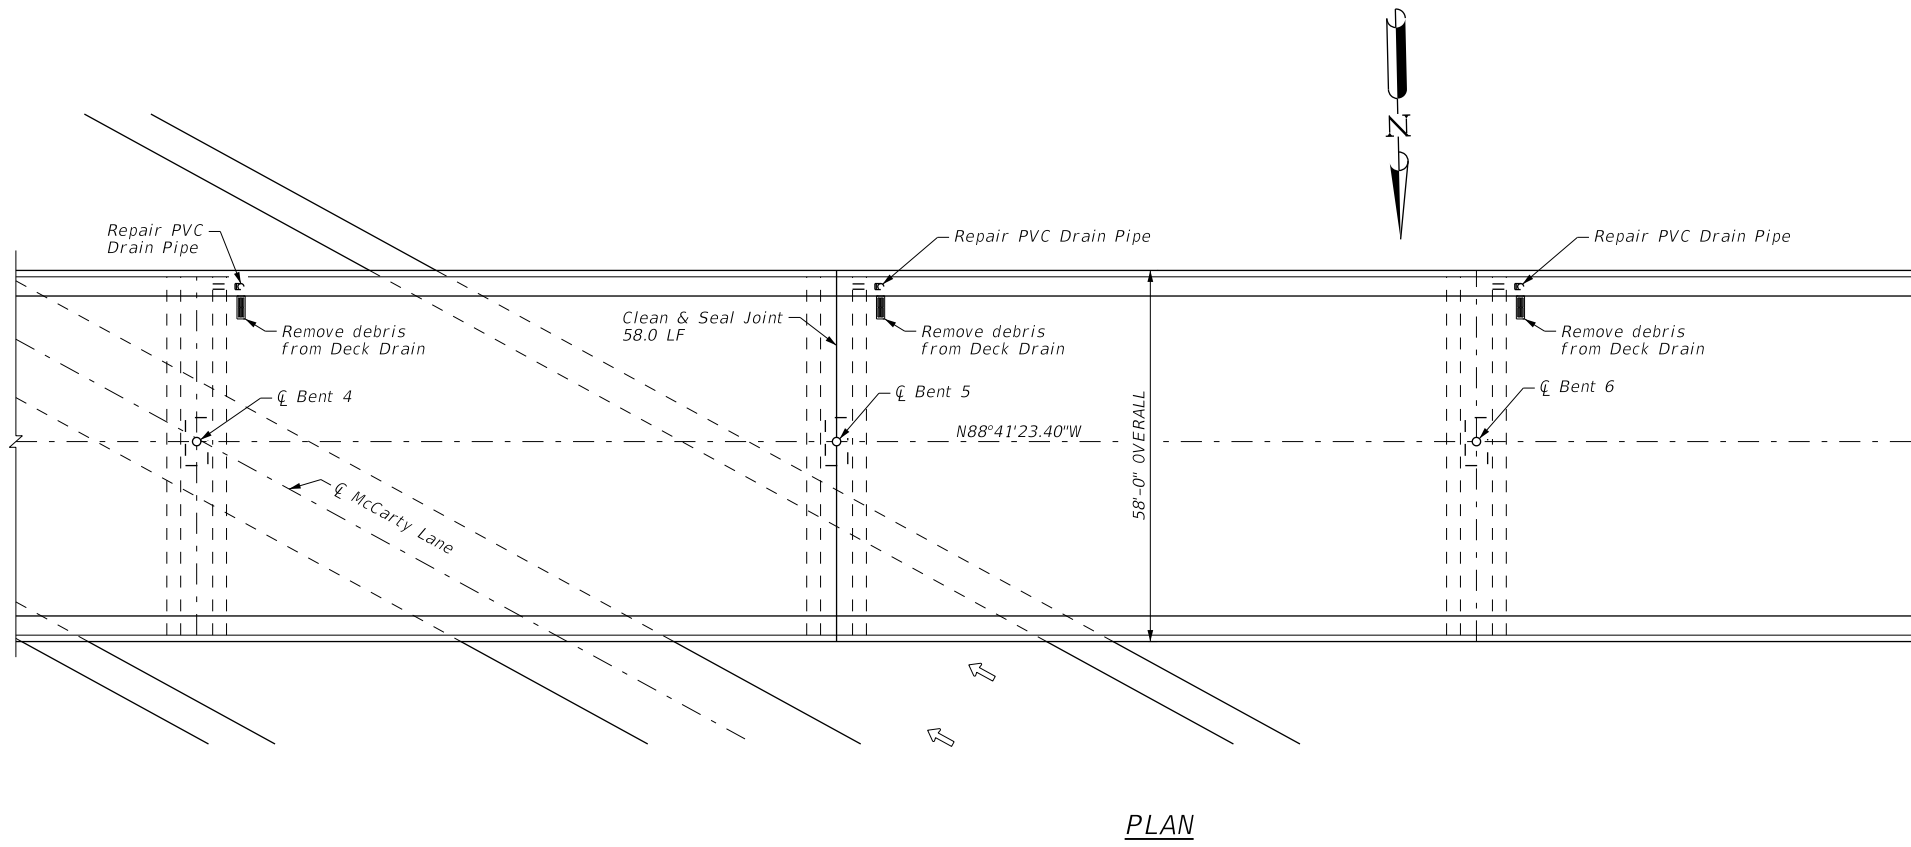 N
Repair PVC
Drain Pipe
Repair PVC Drain Pipe
Repair PVC Drain Pipe
Remove debris
from Deck Drain
Clean & Seal Joint
58.0 LF
Remove debris
from Deck Drain
Remove debris
from Deck Drain
℄ Bent 4
℄ Bent 5
℄ Bent 6
N88°41'23.40"W
58'-0" OVERALL
℄ McCarty Lane
PLAN